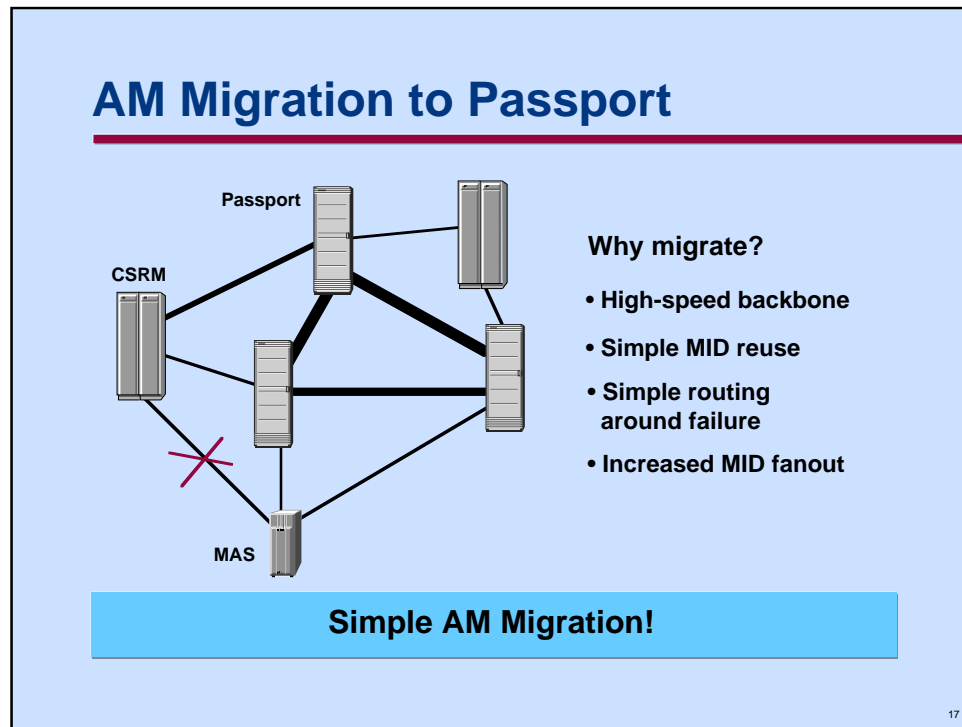 AM Migration to Passport
Passport
CSRM
MAS
Why migrate?
• High-speed backbone
• Simple MID reuse
• Simple routing
around failure
• Increased MID fanout
Simple AM Migration!
17